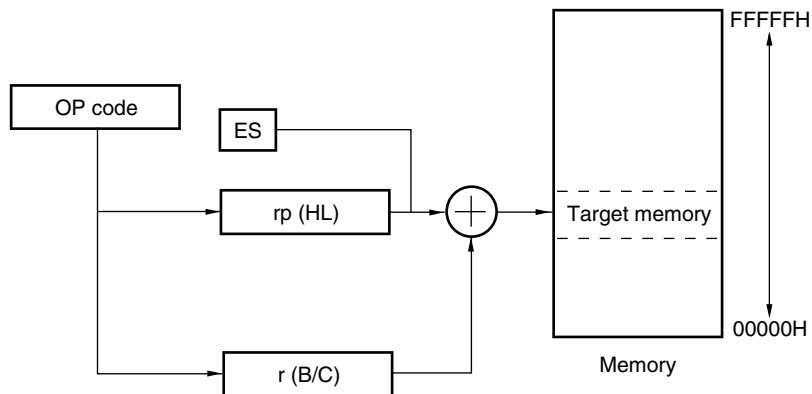 FFFFFH
OP code
ES
rp (HL)
Target memory
00000H
r (B/C)
Memory